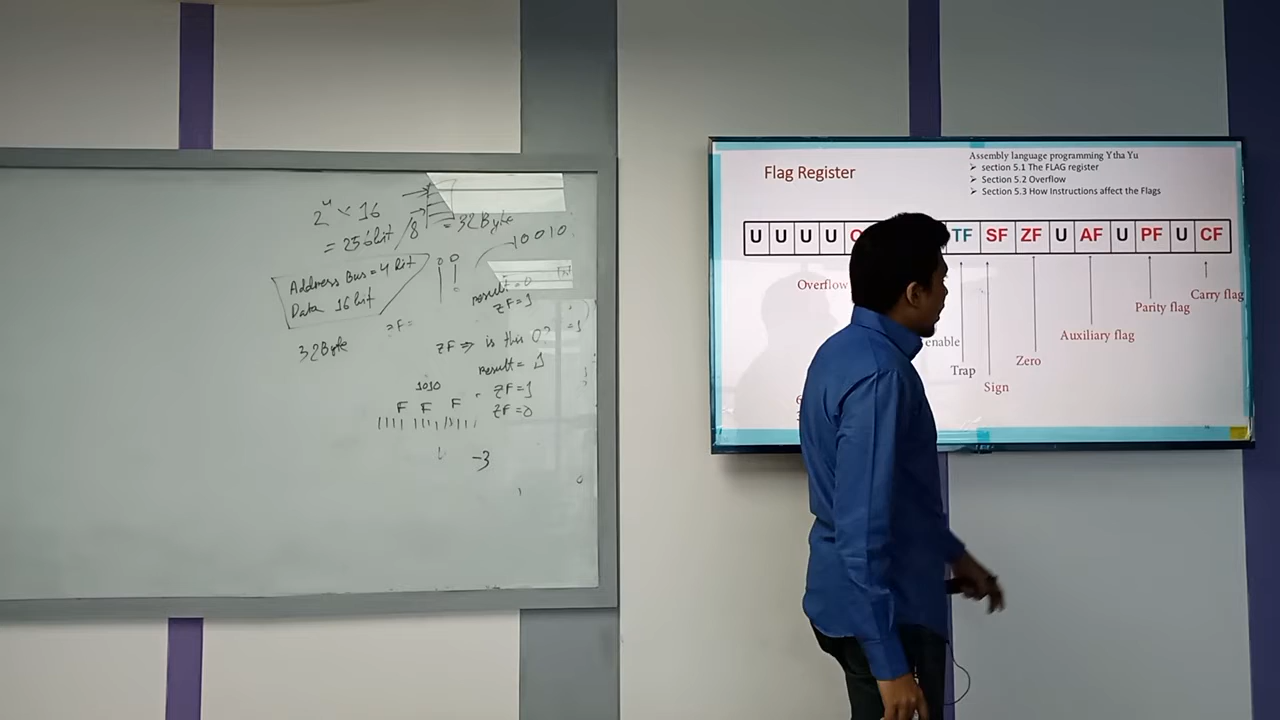 2⁴ × 16
= 256 bit / 8 = 32 Byte
Address Bus = 4 bit
Data 16 bit
32 Byte
10010
result = 0
ZF = 1
ZF ⇒ is this 0? = 1
result = 1
ZF = 1
ZF = 0
1010
F F F
-3
Flag Register
Assembly language programming Ytha Yu
➢ section 5.1 The FLAG register
➢ Section 5.2 Overflow
➢ Section 5.3 How Instructions affect the Flags
U U U U TF SF ZF U AF U PF U CF
Overflow
enable
Trap
Sign
Zero
Auxiliary flag
Parity flag
Carry flag